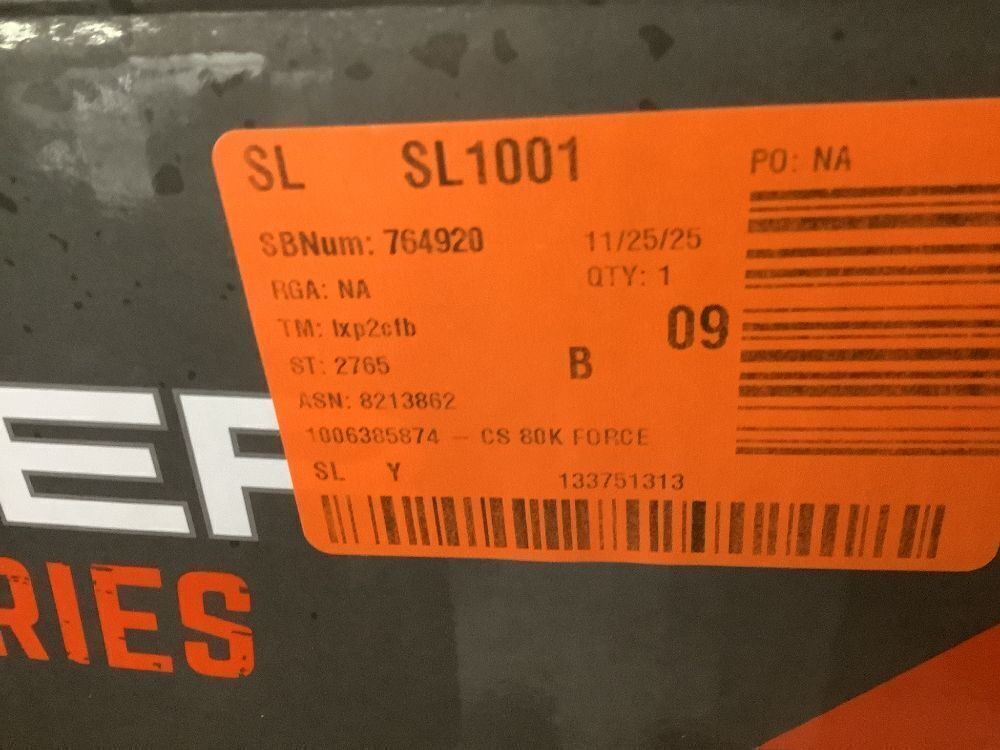 SL SL1001 PO: NA
SBNum: 764920 11/25/25
RGA: NA QTY: 1
TM: lxp2cfb 09
ST: 2765 B
ASN: 8213862
1006385874 – CS 80K FORCE
SL Y 133751313
EF
RIES